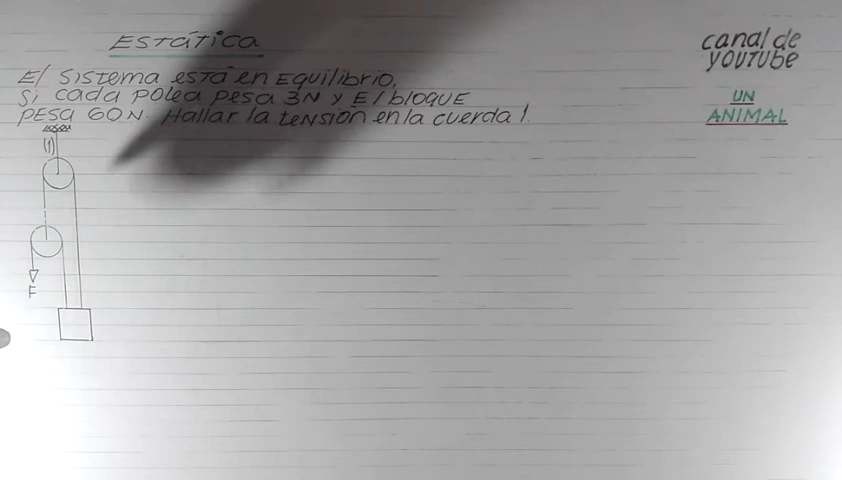 ESTáTICA
canal de
YOUTUBE
El SisTEMA ESTá en EQUiLiBRiO,
Si cada POLEA PESA 3N y El blOQUE
PESA 60N. Hallar la teNSiON en la cuerda 1.
UN
ANIMAL
(1)
F